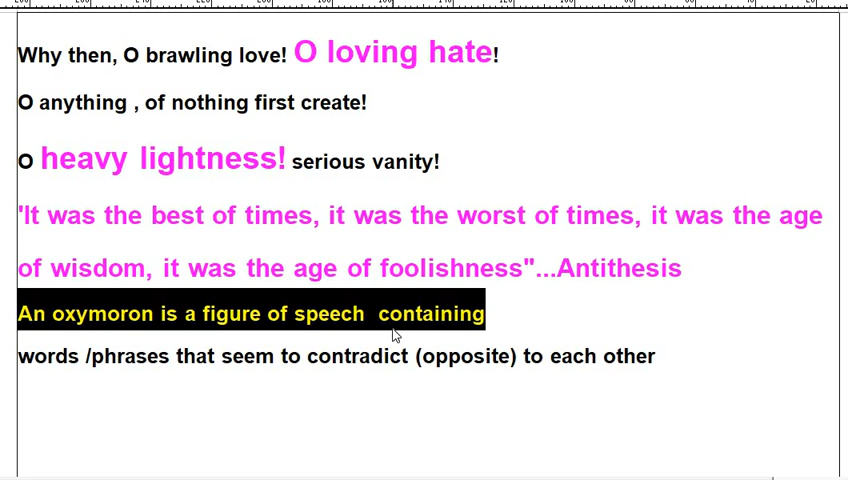 Why then, O brawling love! O loving hate!
O anything , of nothing first create!
O heavy lightness! serious vanity!
'It was the best of times, it was the worst of times, it was the age
of wisdom, it was the age of foolishness"...Antithesis
An oxymoron is a figure of speech  containing
words /phrases that seem to contradict (opposite) to each other